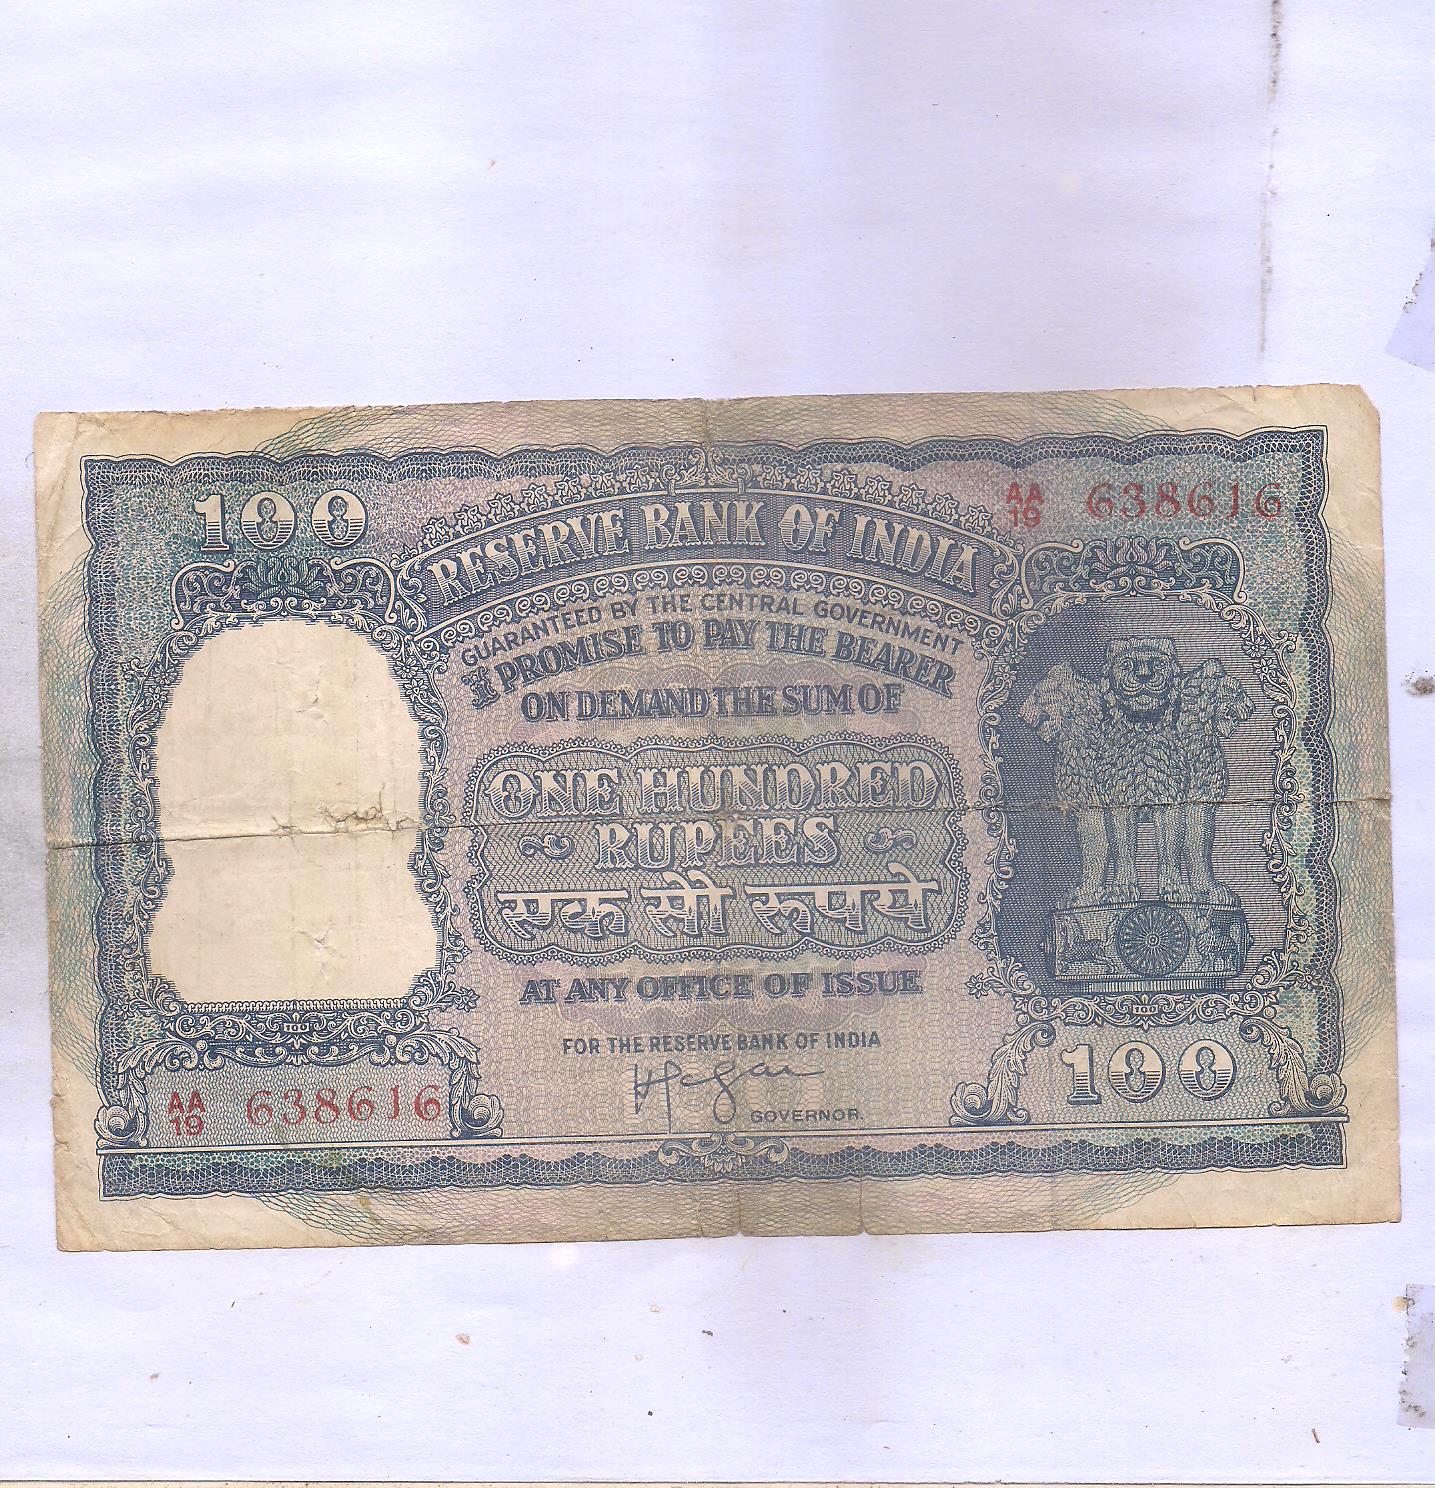 100
AA
19 638616
RESERVE BANK OF INDIA
GUARANTEED BY THE CENTRAL GOVERNMENT
I PROMISE TO PAY THE BEARER
ON DEMAND THE SUM OF
ONE HUNDRED
RUPEES
एक सौ रूपये
AT ANY OFFICE OF ISSUE
FOR THE RESERVE BANK OF INDIA
GOVERNOR.
100
100
100
AA
19 638616